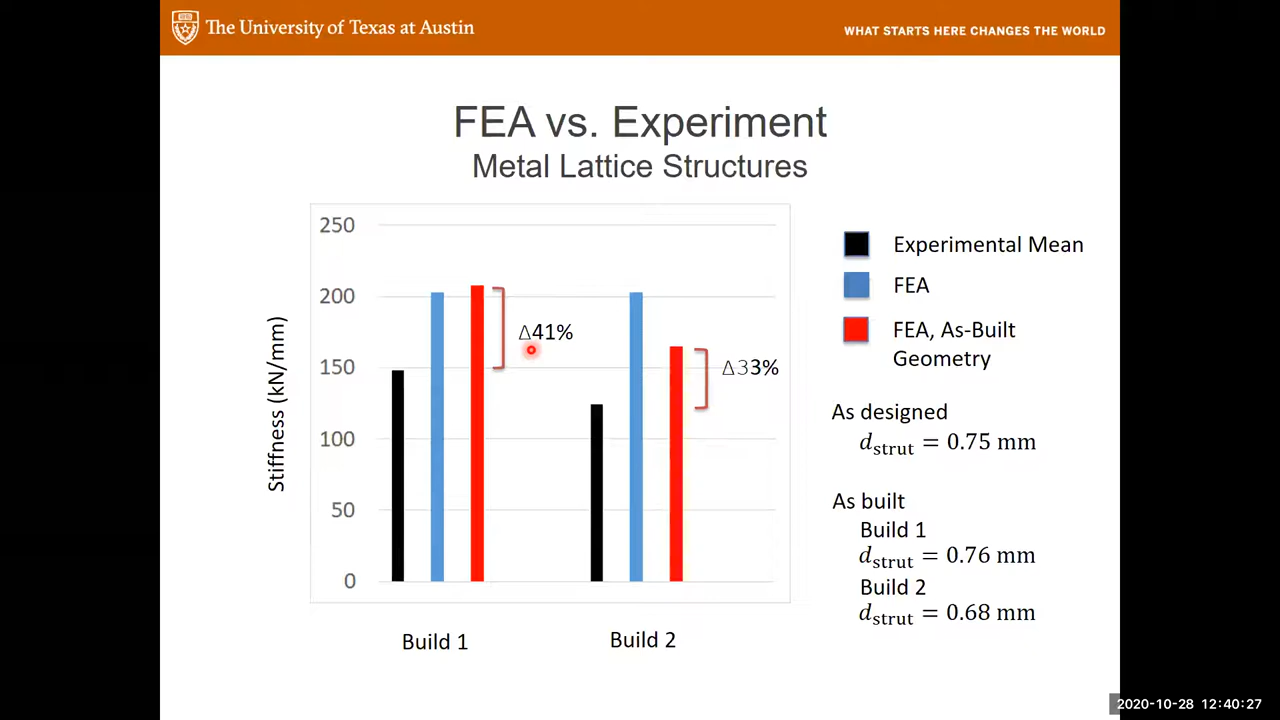 The University of Texas at Austin
WHAT STARTS HERE CHANGES THE WORLD
FEA vs. Experiment
Metal Lattice Structures
Stiffness (kN/mm)
250
200
150
100
50
0
Δ41%
Δ33%
Build 1
Build 2
Experimental Mean
FEA
FEA, As-Built
Geometry
As designed
d_strut = 0.75 mm
As built
Build 1
d_strut = 0.76 mm
Build 2
d_strut = 0.68 mm
2020-10-28 12:40:27